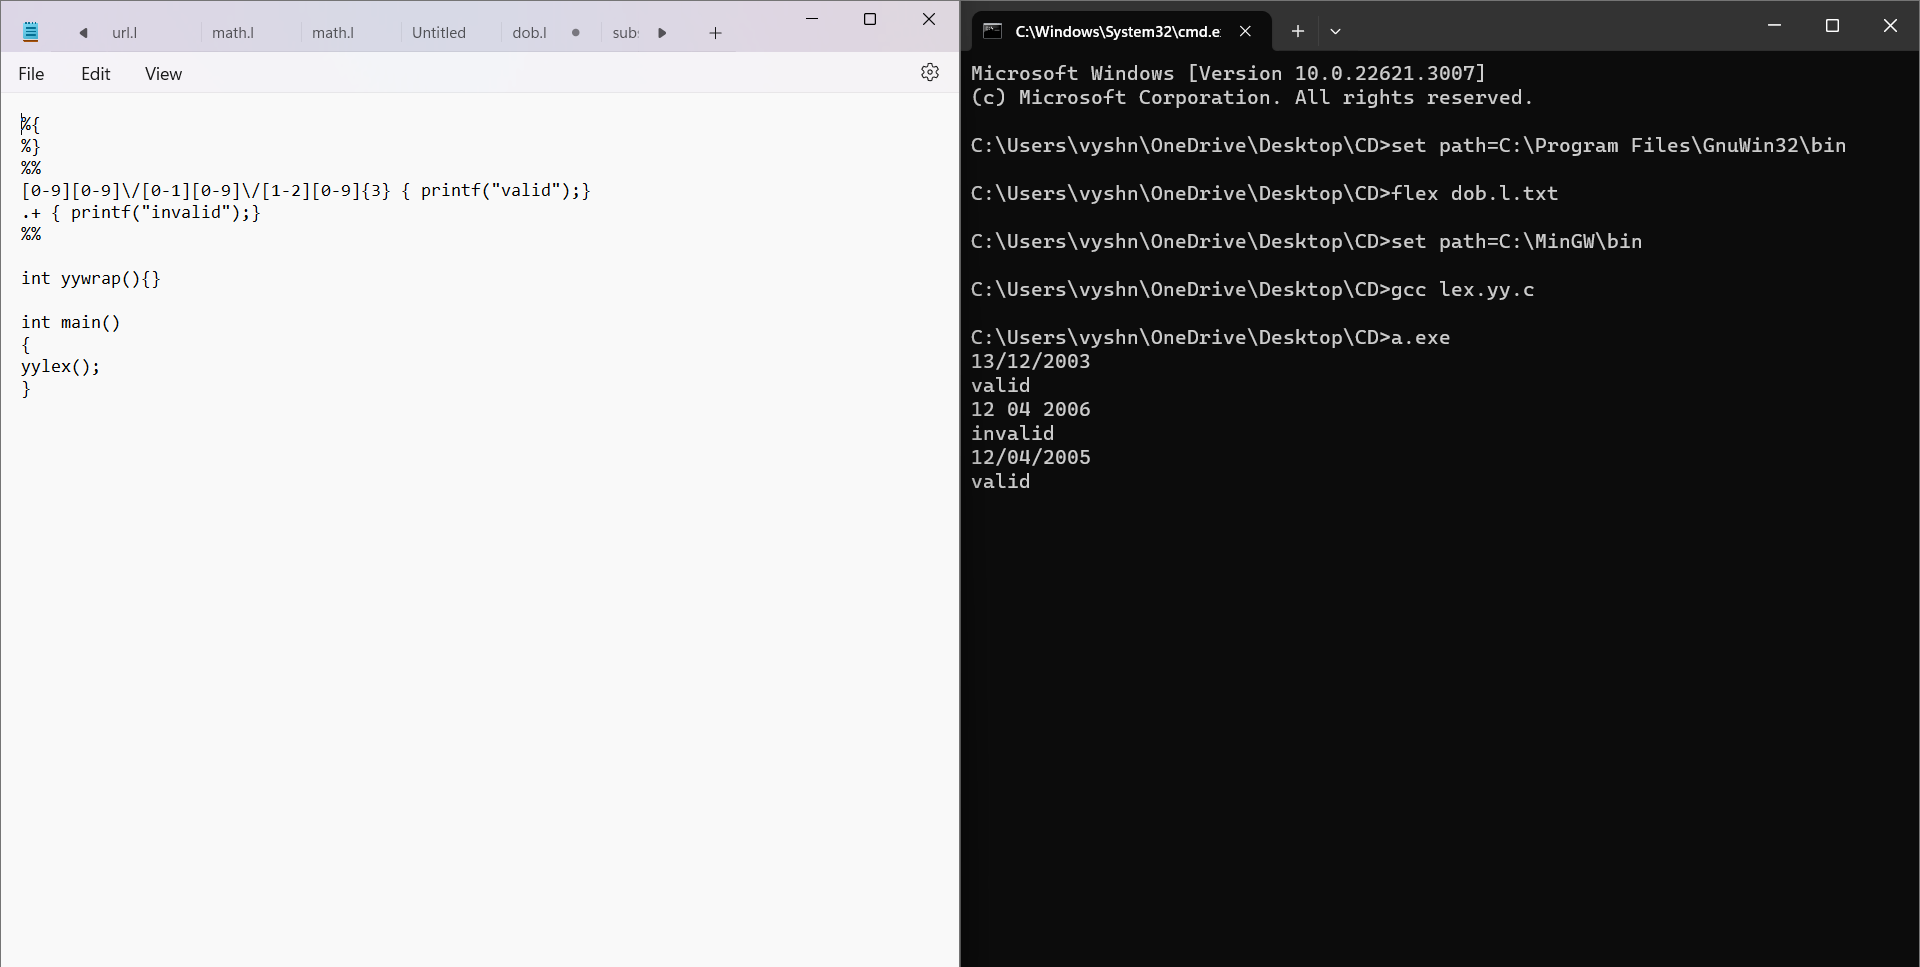 url.l math.l math.l Untitled dob.l
File Edit View
%{
%}
%%
[0-9][0-9]\/[0-1][0-9]\/[1-2][0-9]{3} { printf("valid");}
.+ { printf("invalid");}
%%
int yywrap(){}
int main()
{
yylex();
}
C:\Windows\System32\cmd.e
Microsoft Windows [Version 10.0.22621.3007]
(c) Microsoft Corporation. All rights reserved.
C:\Users\vyshn\OneDrive\Desktop\CD>set path=C:\Program Files\GnuWin32\bin
C:\Users\vyshn\OneDrive\Desktop\CD>flex dob.l.txt
C:\Users\vyshn\OneDrive\Desktop\CD>set path=C:\MinGW\bin
C:\Users\vyshn\OneDrive\Desktop\CD>gcc lex.yy.c
C:\Users\vyshn\OneDrive\Desktop\CD>a.exe
13/12/2003
valid
12 04 2006
invalid
12/04/2005
valid